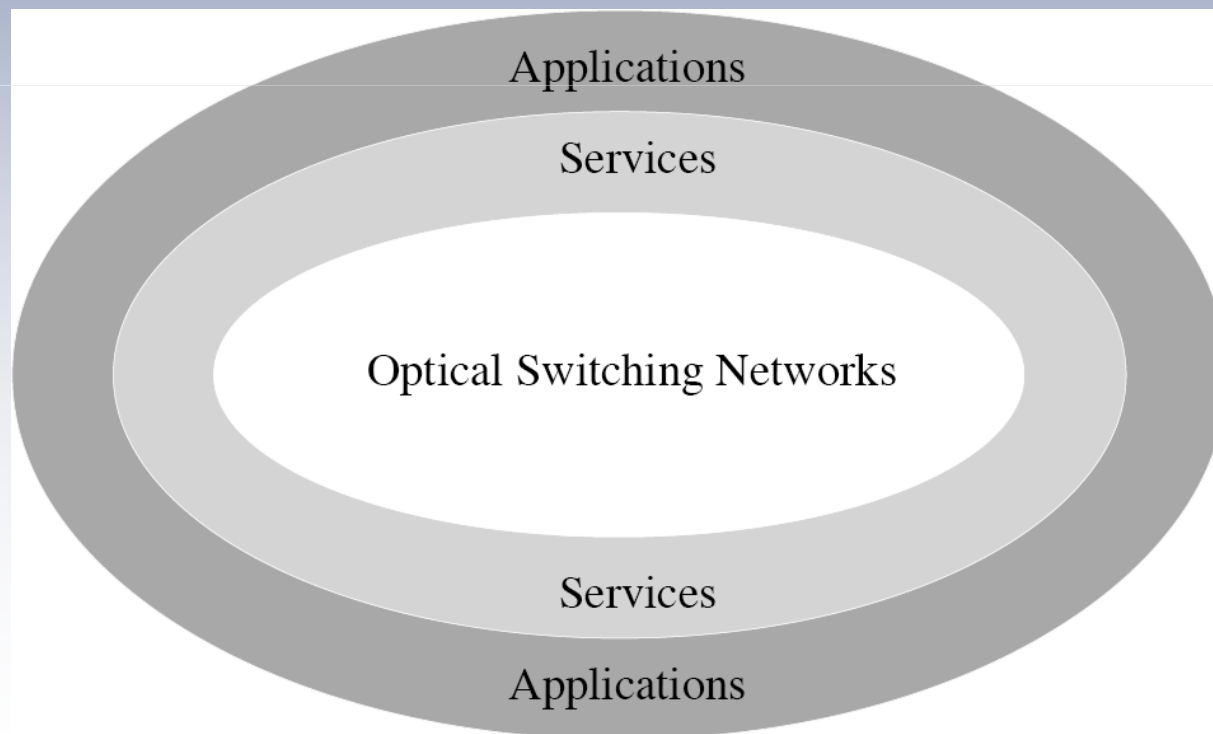 Applications
Services
Optical Switching Networks
Services
Applications